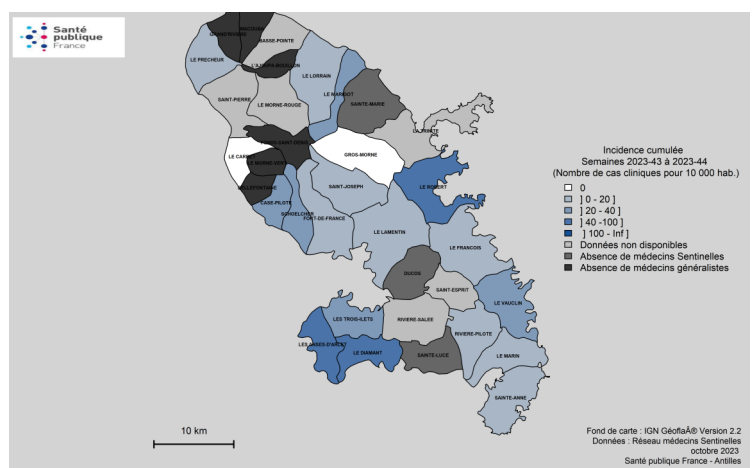 Santé
publique
France
GRAND'RIVIERE
MACOUBA
BASSE-POINTE
LE PRECHEUR
L'AJOUPA-BOUILLON
LE LORRAIN
LE MARIGOT
SAINTE-MARIE
SAINT-PIERRE
LE MORNE-ROUGE
LA TRINITE
FONDS-SAINT-DENIS
LE CARBET
GROS-MORNE
LE MORNE-VERT
LE ROBERT
SAINT-JOSEPH
BELLEFONTAINE
CASE-PILOTE
SCHOELCHER
FORT-DE-FRANCE
LE LAMENTIN
LE FRANCOIS
DUCOS
SAINT-ESPRIT
LE VAUCLIN
LES TROIS-ILETS
RIVIERE-SALEE
RIVIERE-PILOTE
LES ANSES-D'ARLET
LE DIAMANT
SAINTE-LUCE
LE MARIN
SAINTE-ANNE
Incidence cumulée
Semaines 2023-43 à 2023-44
(Nombre de cas cliniques pour 10 000 hab.)
0
] 0 - 20 ]
] 20 - 40 ]
] 40 -100 ]
] 100 - Inf ]
Données non disponibles
Absence de médecins Sentinelles
Absence de médecins généralistes
10 km
Fond de carte : IGN GéoflaÃ® Version 2.2
Données : Réseau médecins Sentinelles
octobre 2023
Santé publique France - Antilles